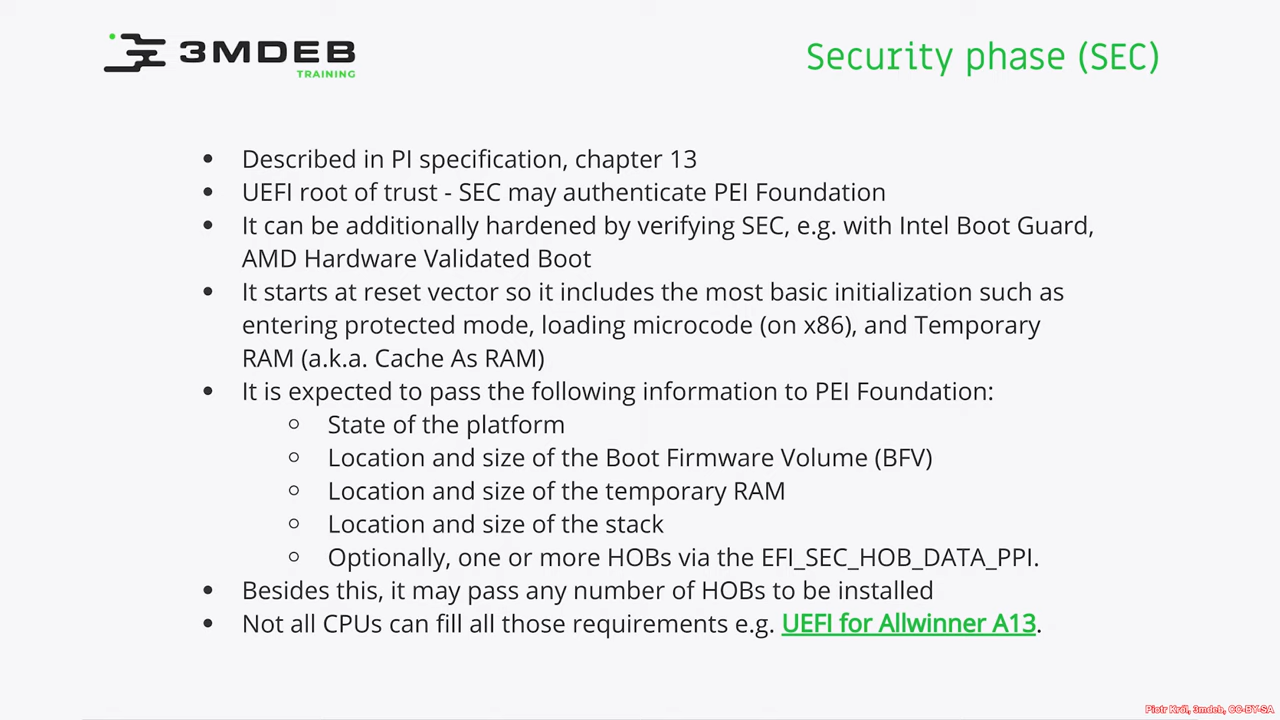 3MDEB
TRAINING
Security phase (SEC)
• Described in PI specification, chapter 13
• UEFI root of trust - SEC may authenticate PEI Foundation
• It can be additionally hardened by verifying SEC, e.g. with Intel Boot Guard,
AMD Hardware Validated Boot
• It starts at reset vector so it includes the most basic initialization such as
entering protected mode, loading microcode (on x86), and Temporary
RAM (a.k.a. Cache As RAM)
• It is expected to pass the following information to PEI Foundation:
○ State of the platform
○ Location and size of the Boot Firmware Volume (BFV)
○ Location and size of the temporary RAM
○ Location and size of the stack
○ Optionally, one or more HOBs via the EFI_SEC_HOB_DATA_PPI.
• Besides this, it may pass any number of HOBs to be installed
• Not all CPUs can fill all those requirements e.g. UEFI for Allwinner A13.
Piotr Król, 3mdeb, CC-BY-SA